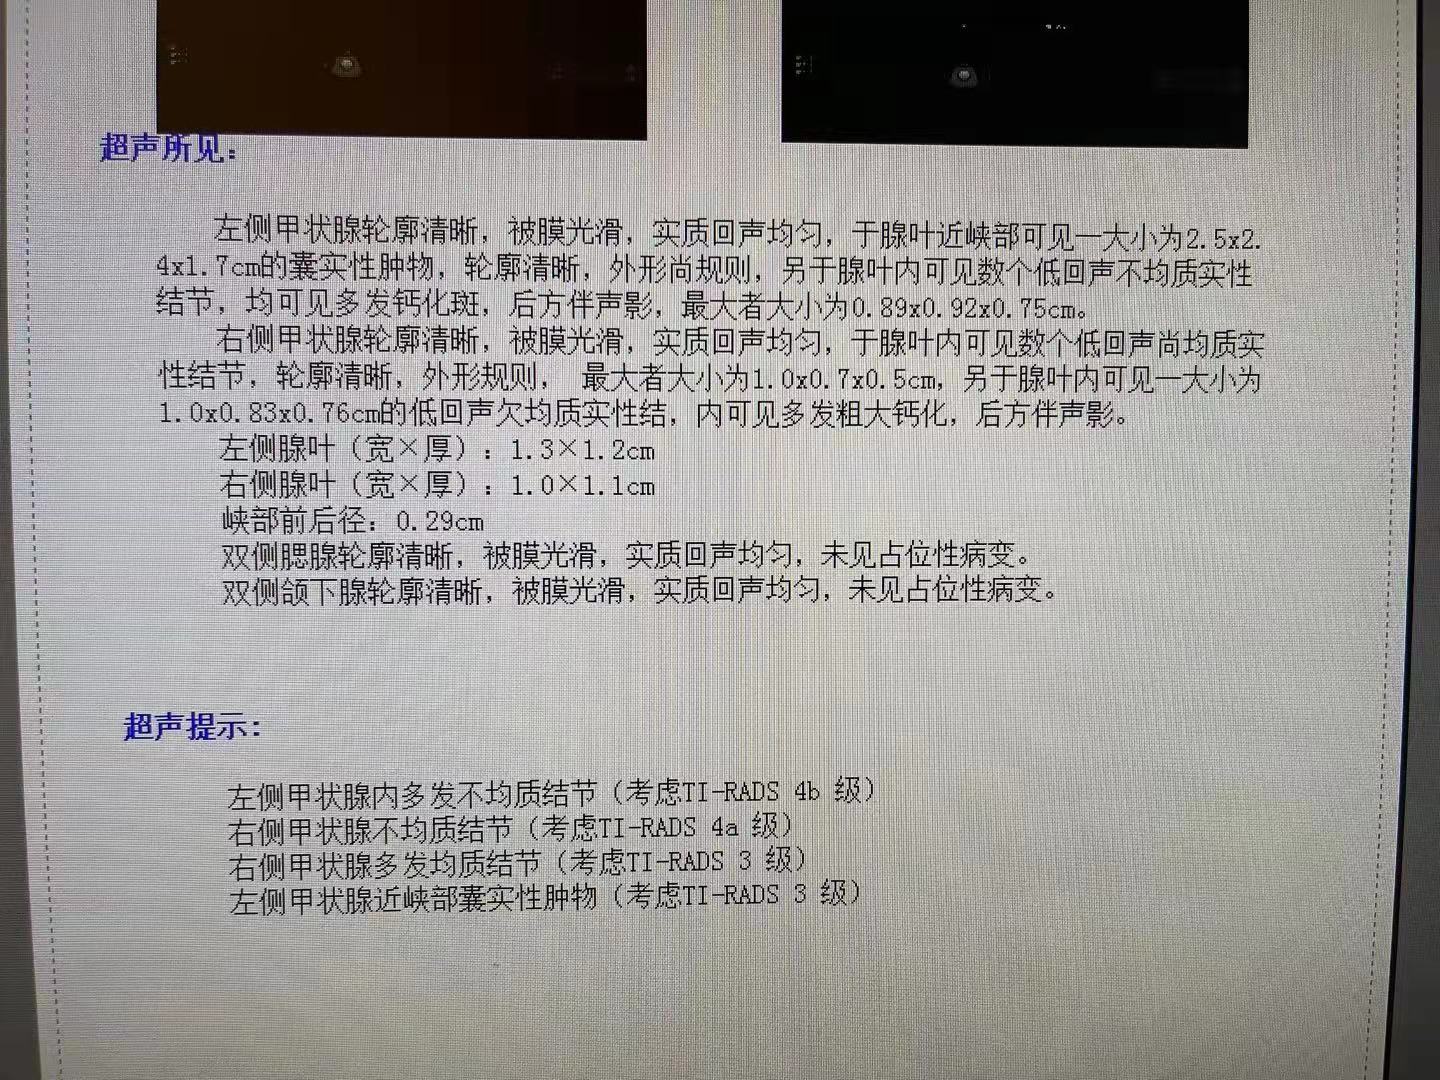 超声所见：
左侧甲状腺轮廓清晰，被膜光滑，实质回声均匀，于腺叶近峡部可见一大小为2.5x2.
4x1.7cm的囊实性肿物，轮廓清晰，外形尚规则，另于腺叶内可见数个低回声不均质实性
结节，均可见多发钙化斑，后方伴声影，最大者大小为0.89x0.92x0.75cm。
右侧甲状腺轮廓清晰，被膜光滑，实质回声均匀，于腺叶内可见数个低回声尚均质实
性结节，轮廓清晰，外形规则， 最大者大小为1.0x0.7x0.5cm，另于腺叶内可见一大小为
1.0x0.83x0.76cm的低回声欠均质实性结，内可见多发粗大钙化，后方伴声影。
左侧腺叶（宽×厚）：1.3×1.2cm
右侧腺叶（宽×厚）：1.0×1.1cm
峡部前后径：0.29cm
双侧腮腺轮廓清晰，被膜光滑，实质回声均匀，未见占位性病变。
双侧颌下腺轮廓清晰，被膜光滑，实质回声均匀，未见占位性病变。
超声提示：
左侧甲状腺内多发不均质结节（考虑TI-RADS 4b 级）
右侧甲状腺不均质结节（考虑TI-RADS 4a 级）
右侧甲状腺多发均质结节（考虑TI-RADS 3 级）
左侧甲状腺近峡部囊实性肿物（考虑TI-RADS 3 级）